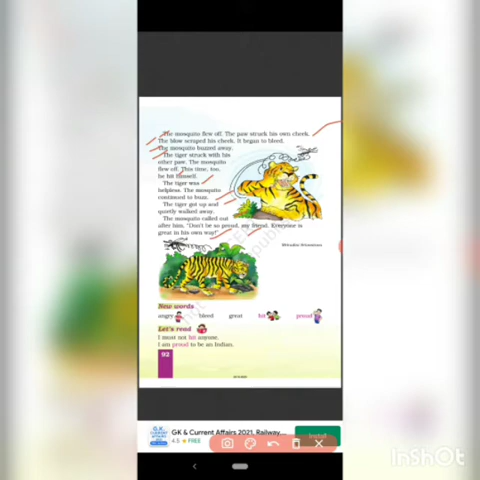 The mosquito flew off. The paw struck his own cheek.
The blow scraped his cheek. It began to bleed.
The mosquito buzzed away.
The tiger struck with his
other paw. The mosquito
flew off. This time, too,
he hit himself.
The tiger was
helpless. The mosquito
continued to buzz.
The tiger got up and
quietly walked away.
The mosquito called out
after him, "Don't be so proud, my friend. Everyone is
great in his own way!"
New words
angry bleed great hit proud
Let's read
I must not hit anyone.
I am proud to be an Indian.
92
GK & Current Affairs 2021, Railway,...
4.5 ★ FREE
Install
InShOt